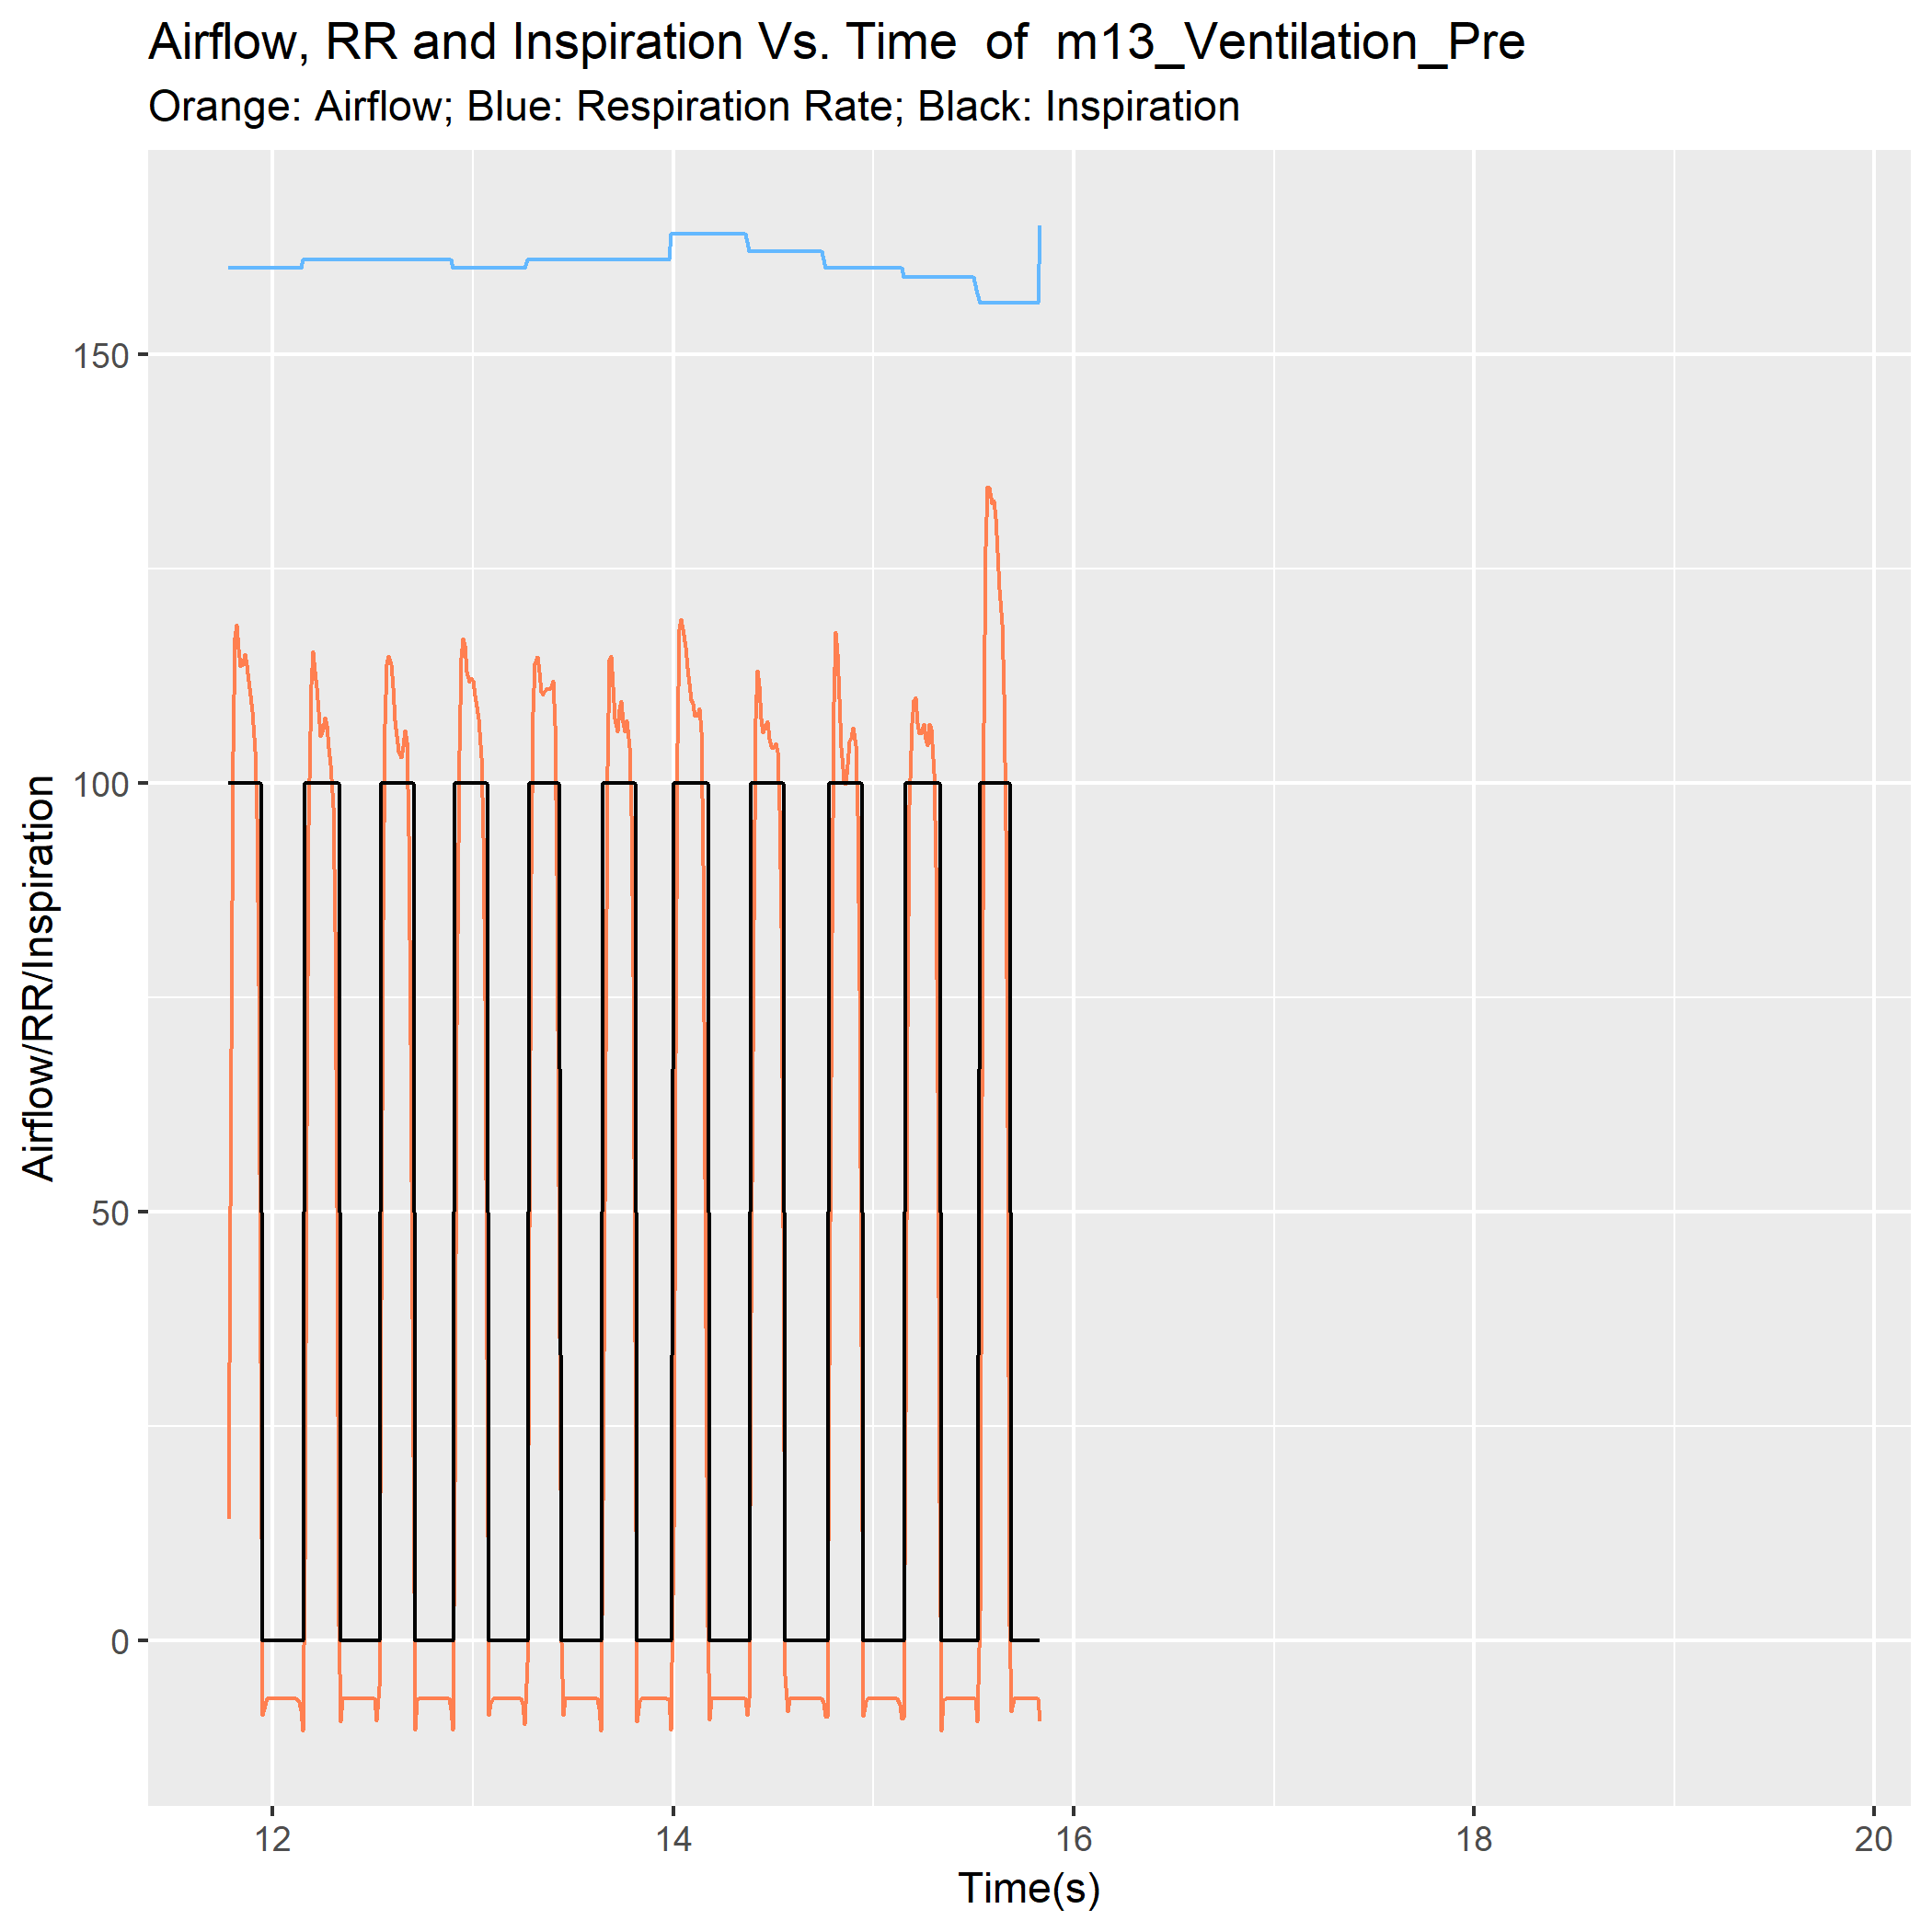 Airflow, RR and Inspiration Vs. Time  of  m13_Ventilation_Pre
Orange: Airflow; Blue: Respiration Rate; Black: Inspiration
150
100
50
0
Airflow/RR/Inspiration
12 14 16 18 20
Time(s)